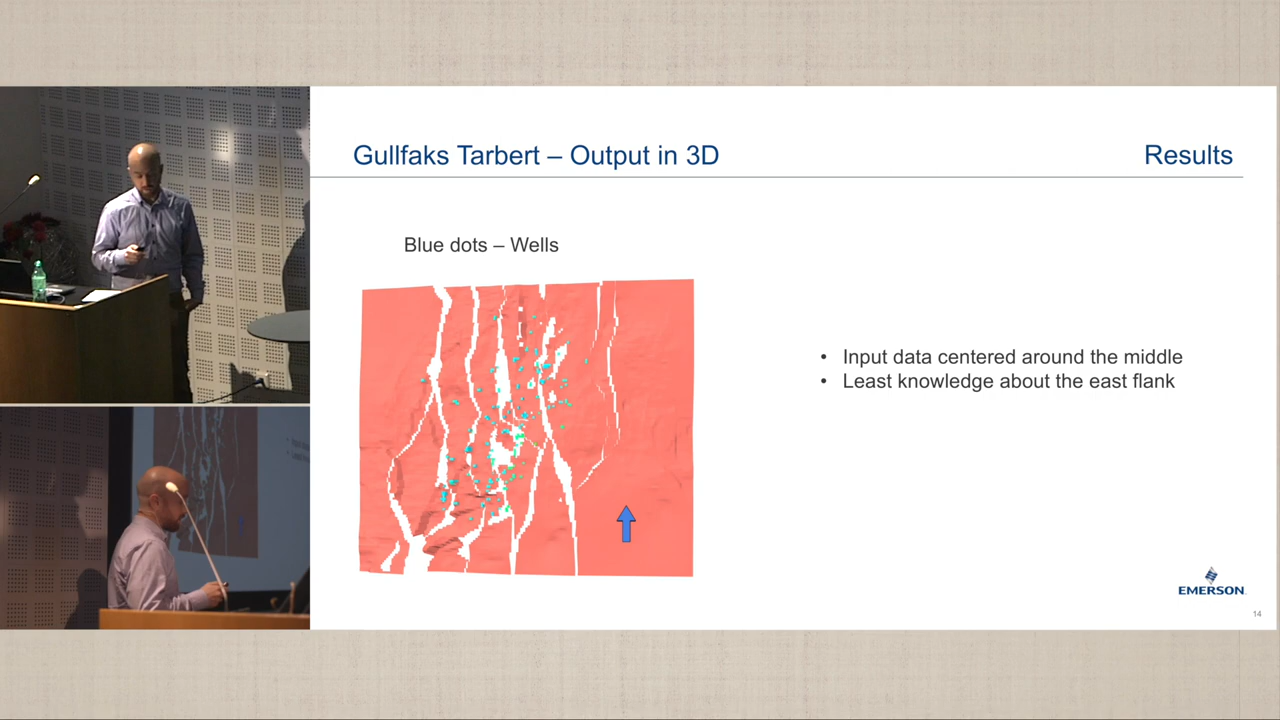 Gullfaks Tarbert – Output in 3D
Results
Blue dots – Wells
• Input data centered around the middle
• Least knowledge about the east flank
EMERSON
14